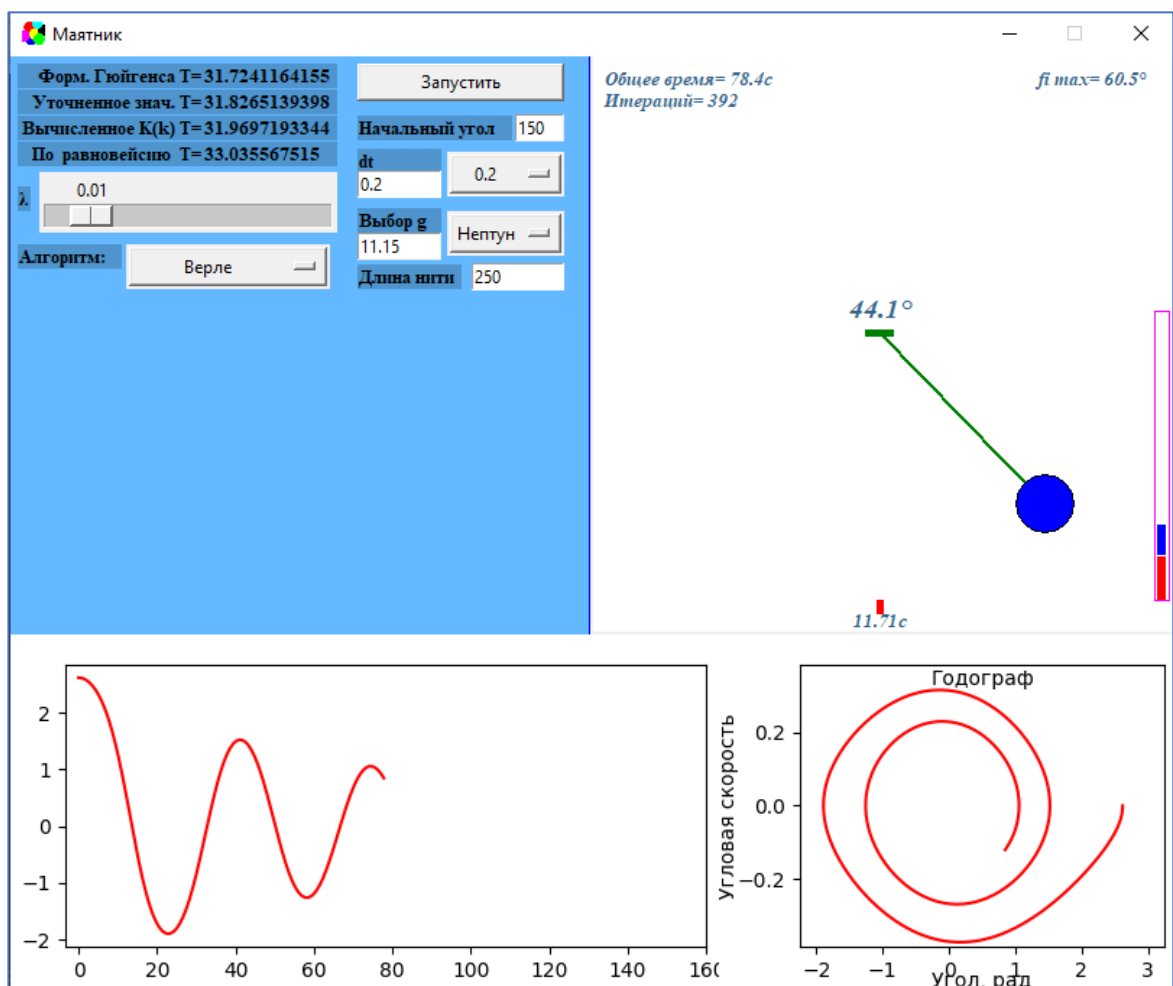 Маятник
Форм. Гюйгенса T= 31.7241164155
Уточненное знач. T= 31.8265139398
Вычисленное K(k) T= 31.9697193344
По равновейсию T= 33.035567515
λ
0.01
Алгоритм:
Верле
Запустить
Начальный угол 150
dt
0.2
0.2
Выбор g
11.15
Нептун
Длина нити 250
Общее время= 78.4с
Итераций= 392
fi max= 60.5°
44.1°
11.71с
2
1
0
−1
−2
0 20 40 60 80 100 120 140
Годограф
Угловая скорость
0.2
0.0
−0.2
−2 −1 0 1 2 3
Угол, рад